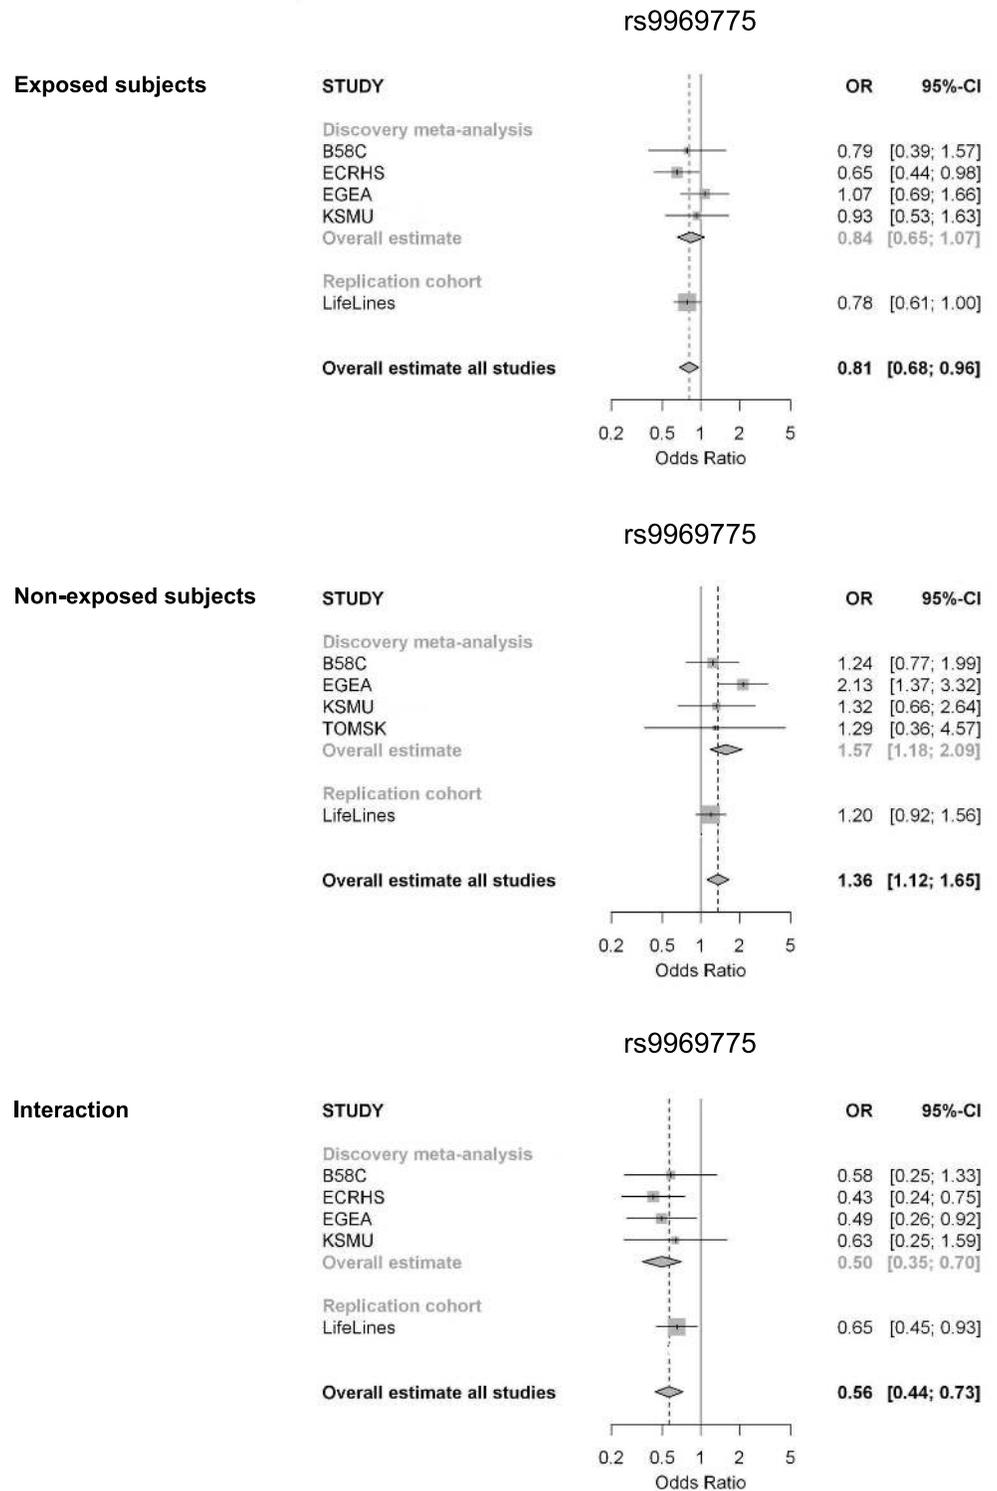 rs9969775
Exposed subjects STUDY OR 95%-CI
Discovery meta-analysis
B58C 0.79 [0.39; 1.57]
ECRHS 0.65 [0.44; 0.98]
EGEA 1.07 [0.69; 1.66]
KSMU 0.93 [0.53; 1.63]
Overall estimate 0.84 [0.65; 1.07]
Replication cohort
LifeLines 0.78 [0.61; 1.00]
Overall estimate all studies 0.81 [0.68; 0.96]
0.2 0.5 1 2 5
Odds Ratio
rs9969775
Non-exposed subjects STUDY OR 95%-CI
Discovery meta-analysis
B58C 1.24 [0.77; 1.99]
EGEA 2.13 [1.37; 3.32]
KSMU 1.32 [0.66; 2.64]
TOMSK 1.29 [0.36; 4.57]
Overall estimate 1.57 [1.18; 2.09]
Replication cohort
LifeLines 1.20 [0.92; 1.56]
Overall estimate all studies 1.36 [1.12; 1.65]
0.2 0.5 1 2 5
Odds Ratio
rs9969775
Interaction STUDY OR 95%-CI
Discovery meta-analysis
B58C 0.58 [0.25; 1.33]
ECRHS 0.43 [0.24; 0.75]
EGEA 0.49 [0.26; 0.92]
KSMU 0.63 [0.25; 1.59]
Overall estimate 0.50 [0.35; 0.70]
Replication cohort
LifeLines 0.65 [0.45; 0.93]
Overall estimate all studies 0.56 [0.44; 0.73]
0.2 0.5 1 2 5
Odds Ratio